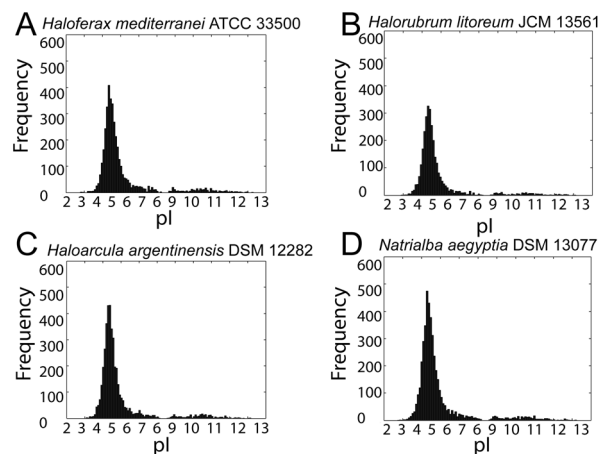 A
Haloferax mediterranei ATCC 33500
Frequency
600
500
400
300
200
100
0
2 3 4 5 6 7 8 9 10 11 12 13
pI
B
Halorubrum litoreum JCM 13561
Frequency
600
500
400
300
200
100
0
2 3 4 5 6 7 8 9 10 11 12 13
pI
C
Haloarcula argentinensis DSM 12282
Frequency
600
500
400
300
200
100
0
2 3 4 5 6 7 8 9 10 11 12 13
pI
D
Natrialba aegyptia DSM 13077
Frequency
600
500
400
300
200
100
0
2 3 4 5 6 7 8 9 10 11 12 13
pI